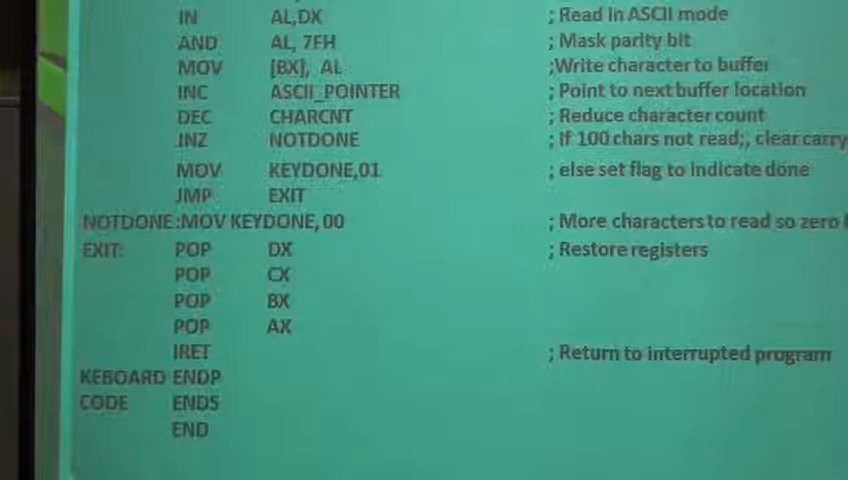 IN AL,DX ; Read in ASCII mode
AND AL, 7FH ; Mask parity bit
MOV [BX], AL ;Write character to buffer
INC ASCII_POINTER ; Point to next buffer location
DEC CHARCNT ; Reduce character count
JNZ NOTDONE ; If 100 chars not read;, clear carry
MOV KEYDONE,01 ; else set flag to indicate done
JMP EXIT
NOTDONE:MOV KEYDONE, 00 ; More characters to read so zero
EXIT: POP DX ; Restore registers
POP CX
POP BX
POP AX
IRET ; Return to interrupted program
KEBOARD ENDP
CODE ENDS
END